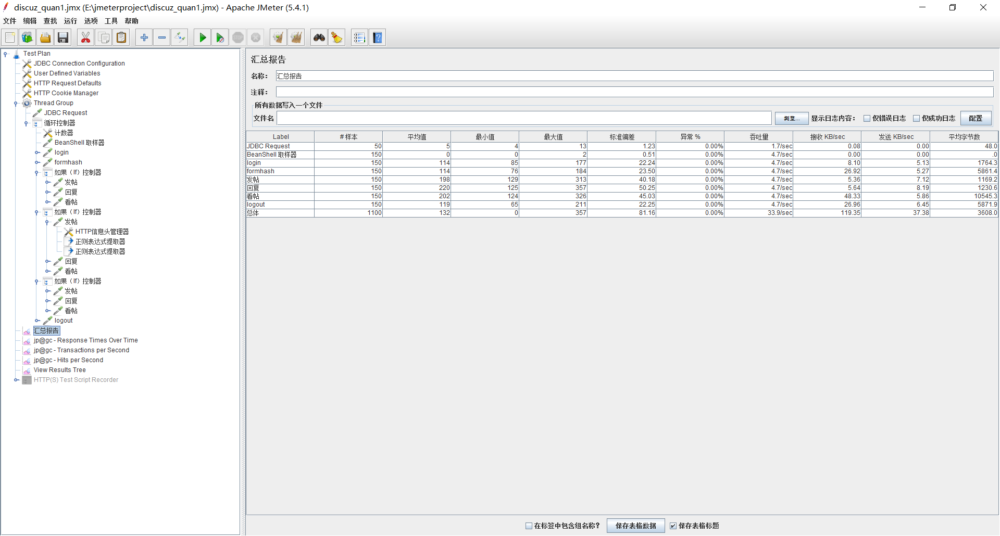 discuz_quan1.jmx (E:\jmeterproject\discuz_quan1.jmx) - Apache JMeter (5.4.1)
文件 编辑 查找 运行 选项 工具 帮助
Test Plan
JDBC Connection Configuration
User Defined Variables
HTTP Request Defaults
HTTP Cookie Manager
Thread Group
JDBC Request
循环控制器
计数器
BeanShell 取样器
login
formhash
如果（If）控制器
发帖
回复
看帖
如果（If）控制器
发帖
HTTP信息头管理器
正则表达式提取器
正则表达式提取器
回复
看帖
如果（If）控制器
发帖
回复
看帖
logout
汇总报告
jp@gc - Response Times Over Time
jp@gc - Transactions per Second
jp@gc - Hits per Second
View Results Tree
HTTP(S) Test Script Recorder
汇总报告
名称： 汇总报告
注释：
所有数据写入一个文件
文件名 浏览... 显示日志内容： 仅错误日志 仅成功日志 配置
Label # 样本 平均值 最小值 最大值 标准偏差 异常 % 吞吐量 接收 KB/sec 发送 KB/sec 平均字节数
JDBC Request 50 5 4 13 1.23 0.00% 1.7/sec 0.08 0.00 48.0
BeanShell 取样器 150 0 0 2 0.51 0.00% 4.7/sec 0.00 0.00 .0
login 150 114 85 177 22.24 0.00% 4.7/sec 8.10 5.13 1764.3
formhash 150 114 76 184 23.50 0.00% 4.7/sec 26.92 5.27 5861.4
发帖 150 198 129 313 40.18 0.00% 4.7/sec 5.36 7.12 1169.2
回复 150 220 125 357 50.25 0.00% 4.7/sec 5.64 8.19 1230.6
看帖 150 202 124 326 45.03 0.00% 4.7/sec 48.33 5.86 10545.3
logout 150 119 65 211 22.25 0.00% 4.7/sec 26.96 6.45 5871.9
总体 1100 132 0 357 81.16 0.00% 33.9/sec 119.35 37.38 3608.0
在标签中包含组名称？ 保存表格数据 保存表格标题